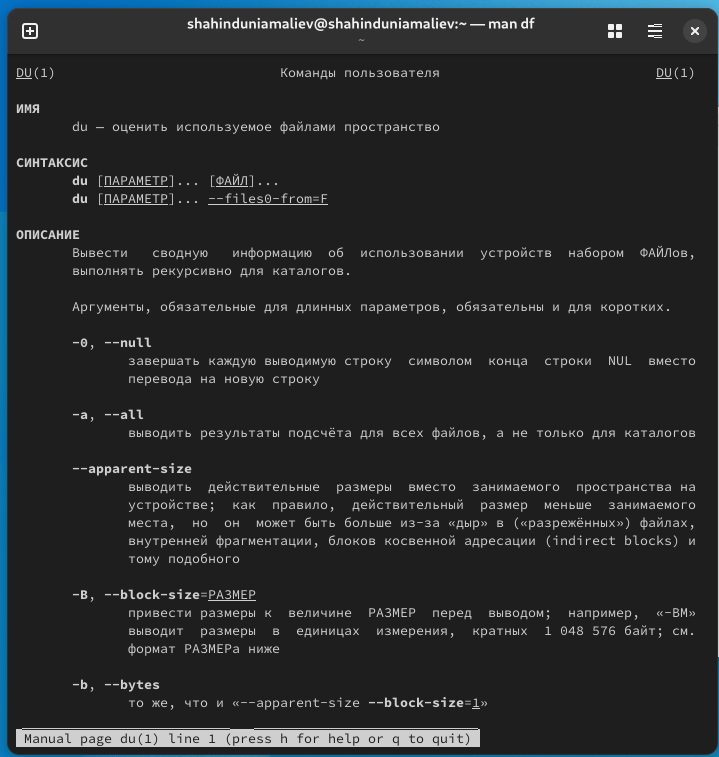 shahinduniamaliev@shahinduniamaliev:~ — man df
~
DU(1) Команды пользователя DU(1)
ИМЯ
du — оценить используемое файлами пространство
СИНТАКСИС
du [ПАРАМЕТР]... [ФАЙЛ]...
du [ПАРАМЕТР]... --files0-from=F
ОПИСАНИЕ
Вывести сводную информацию об использовании устройств набором ФАЙЛов,
выполнять рекурсивно для каталогов.
Аргументы, обязательные для длинных параметров, обязательны и для коротких.
-0, --null
завершать каждую выводимую строку символом конца строки NUL вместо
перевода на новую строку
-a, --all
выводить результаты подсчёта для всех файлов, а не только для каталогов
--apparent-size
выводить действительные размеры вместо занимаемого пространства на
устройстве; как правило, действительный размер меньше занимаемого
места, но он может быть больше из-за «дыр» в («разрежённых») файлах,
внутренней фрагментации, блоков косвенной адресации (indirect blocks) и
тому подобного
-B, --block-size=РАЗМЕР
привести размеры к величине РАЗМЕР перед выводом; например, «-BM»
выводит размеры в единицах измерения, кратных 1 048 576 байт; см.
формат РАЗМЕРа ниже
-b, --bytes
то же, что и «--apparent-size --block-size=1»
Manual page du(1) line 1 (press h for help or q to quit)